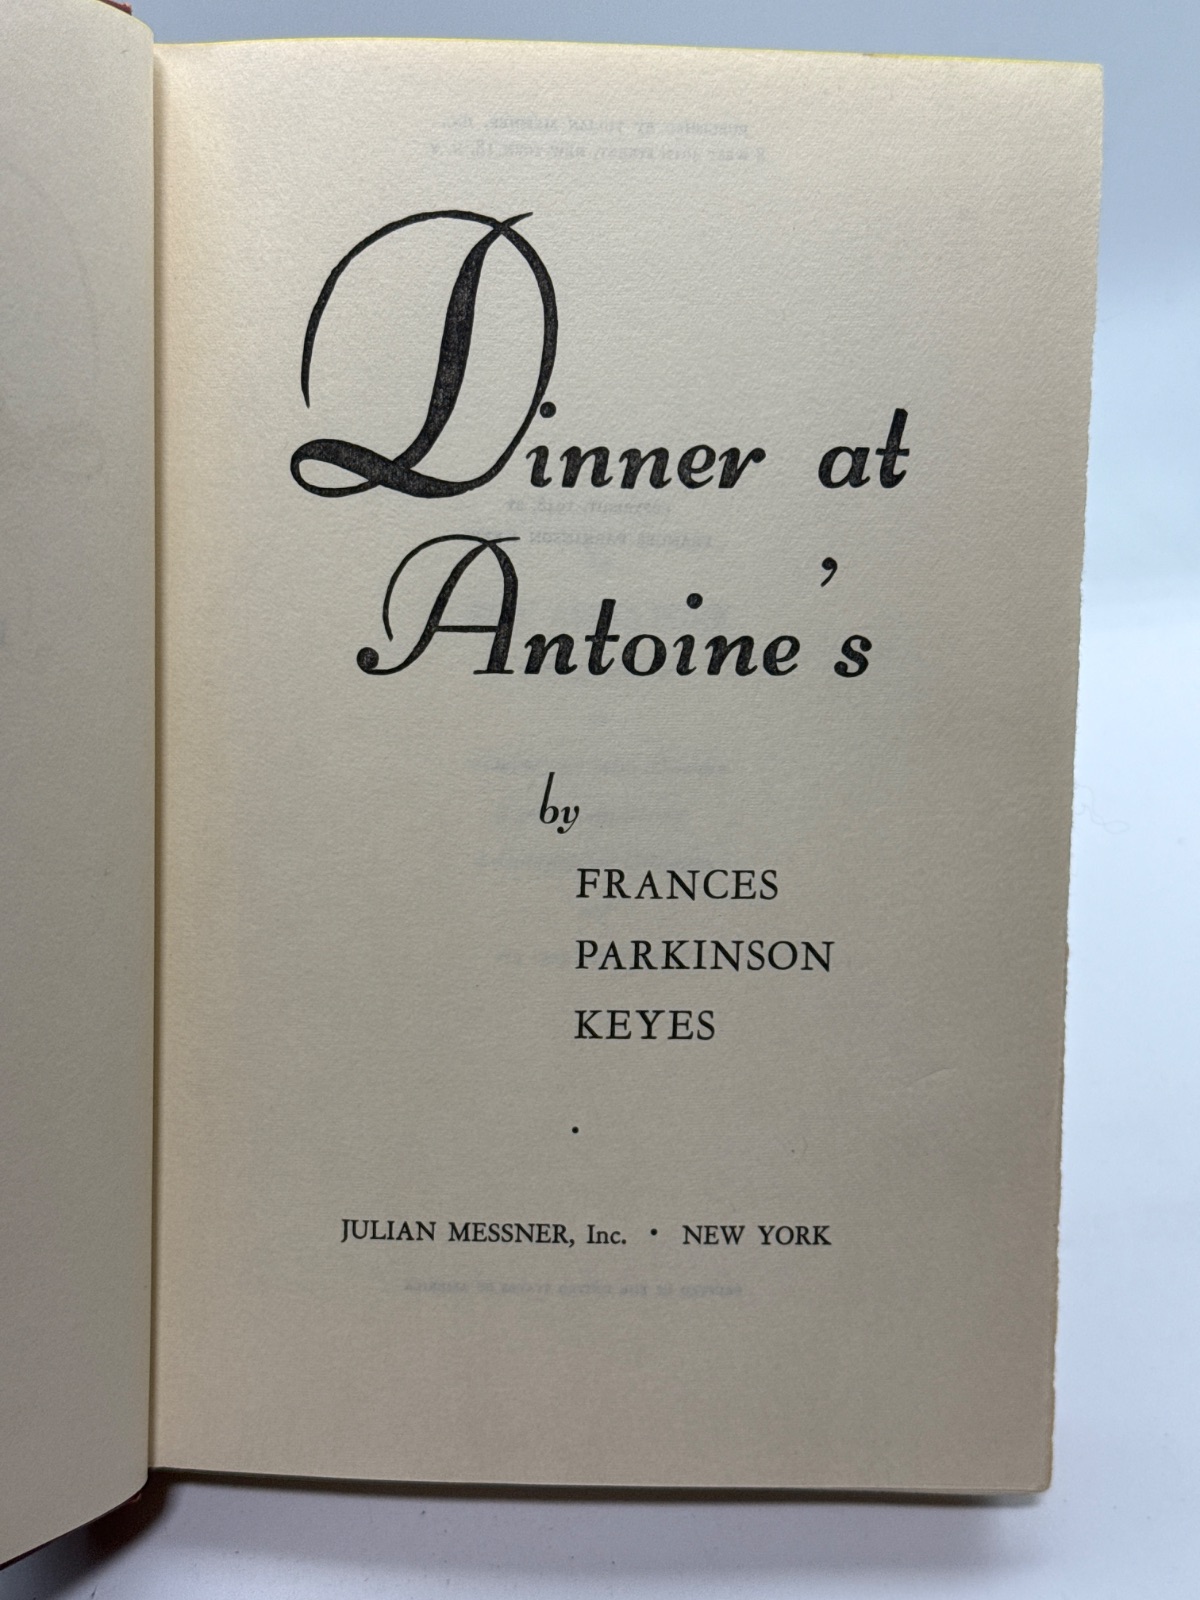 Dinner at
Antoine's
by
FRANCES
PARKINSON
KEYES
JULIAN MESSNER, Inc. • NEW YORK